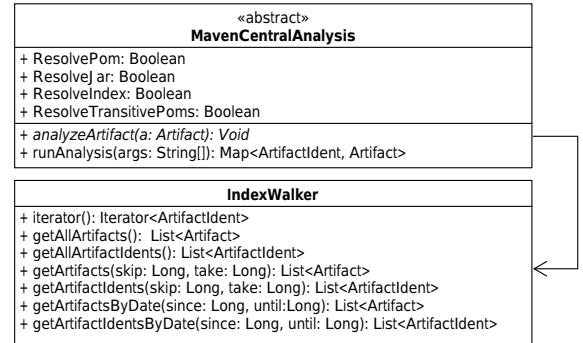 «abstract»
MavenCentralAnalysis
+ ResolvePom: Boolean
+ ResolveJar: Boolean
+ ResolveIndex: Boolean
+ ResolveTransitivePoms: Boolean
+ analyzeArtifact(a: Artifact): Void
+ runAnalysis(args: String[]): Map<ArtifactIdent, Artifact>
IndexWalker
+ iterator(): Iterator<ArtifactIdent>
+ getAllArtifacts(): List<Artifact>
+ getAllArtifactIdents(): List<ArtifactIdent>
+ getArtifacts(skip: Long, take: Long): List<Artifact>
+ getArtifactIdents(skip: Long, take: Long): List<ArtifactIdent>
+ getArtifactsByDate(since: Long, until:Long): List<Artifact>
+ getArtifactIdentsByDate(since: Long, until: Long): List<ArtifactIdent>